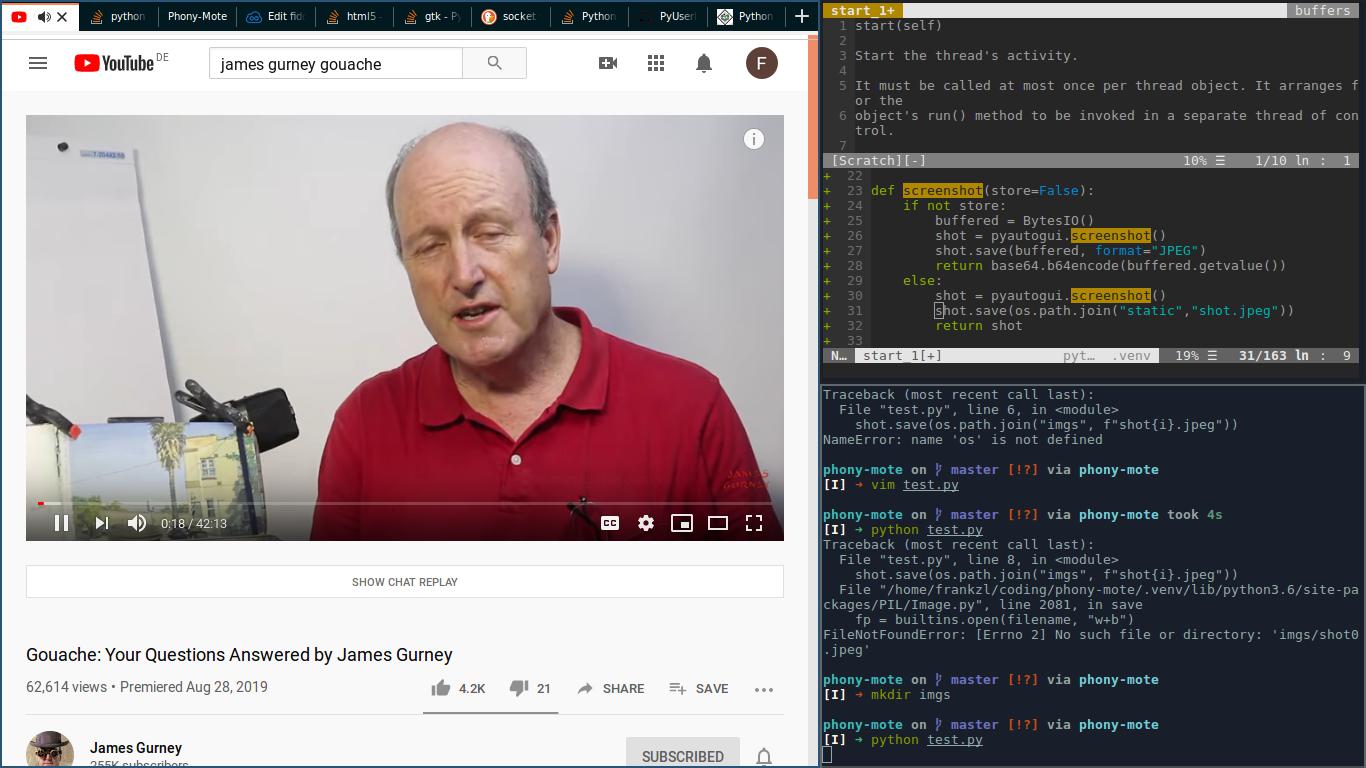 python
Phony-Mote
Edit fid
html5 -
gtk - Py
socket
Python
PyUserI
Python
YouTube DE
james gurney gouache
F
JAMES
GURNEY
0:18 / 42:13
CC
SHOW CHAT REPLAY
Gouache: Your Questions Answered by James Gurney
62,614 views • Premiered Aug 28, 2019
4.2K 21 SHARE SAVE
James Gurney
255K subscribers
SUBSCRIBED
start_1+ buffers
1 start(self)
2
3 Start the thread's activity.
4
5 It must be called at most once per thread object. It arranges f
or the
6 object's run() method to be invoked in a separate thread of con
trol.
7
[Scratch][-] 10% ☰ 1/10 ln : 1
+ 22
+ 23 def screenshot(store=False):
+ 24 if not store:
+ 25 buffered = BytesIO()
+ 26 shot = pyautogui.screenshot()
+ 27 shot.save(buffered, format="JPEG")
+ 28 return base64.b64encode(buffered.getvalue())
+ 29 else:
+ 30 shot = pyautogui.screenshot()
+ 31 shot.save(os.path.join("static","shot.jpeg"))
+ 32 return shot
+ 33
N… start_1[+] pyt… .venv 19% ☰ 31/163 ln : 9
Traceback (most recent call last):
File "test.py", line 6, in <module>
shot.save(os.path.join("imgs", f"shot{i}.jpeg"))
NameError: name 'os' is not defined
phony-mote on master [!?] via phony-mote
[I] ➜ vim test.py
phony-mote on master [!?] via phony-mote took 4s
[I] ➜ python test.py
Traceback (most recent call last):
File "test.py", line 8, in <module>
shot.save(os.path.join("imgs", f"shot{i}.jpeg"))
File "/home/frankzl/coding/phony-mote/.venv/lib/python3.6/site-pa
ckages/PIL/Image.py", line 2081, in save
fp = builtins.open(filename, "w+b")
FileNotFoundError: [Errno 2] No such file or directory: 'imgs/shot0
.jpeg'
phony-mote on master [!?] via phony-mote
[I] ➜ mkdir imgs
phony-mote on master [!?] via phony-mote
[I] ➜ python test.py